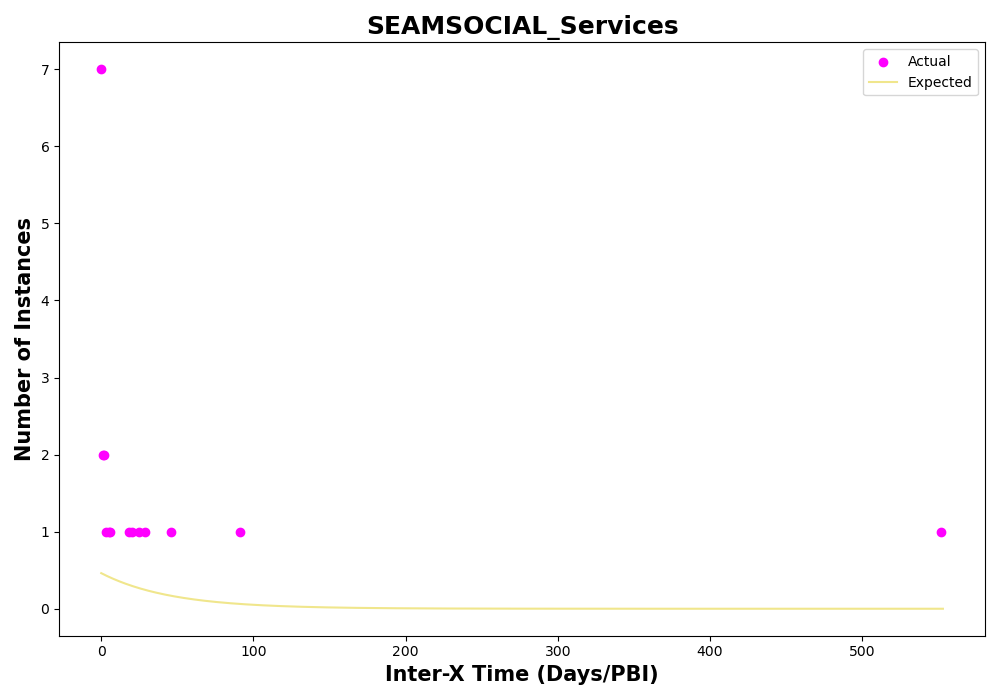 SEAMSOCIAL_Services
Actual
Expected
7
6
5
4
3
2
1
0
Number of Instances
0 100 200 300 400 500
Inter-X Time (Days/PBI)